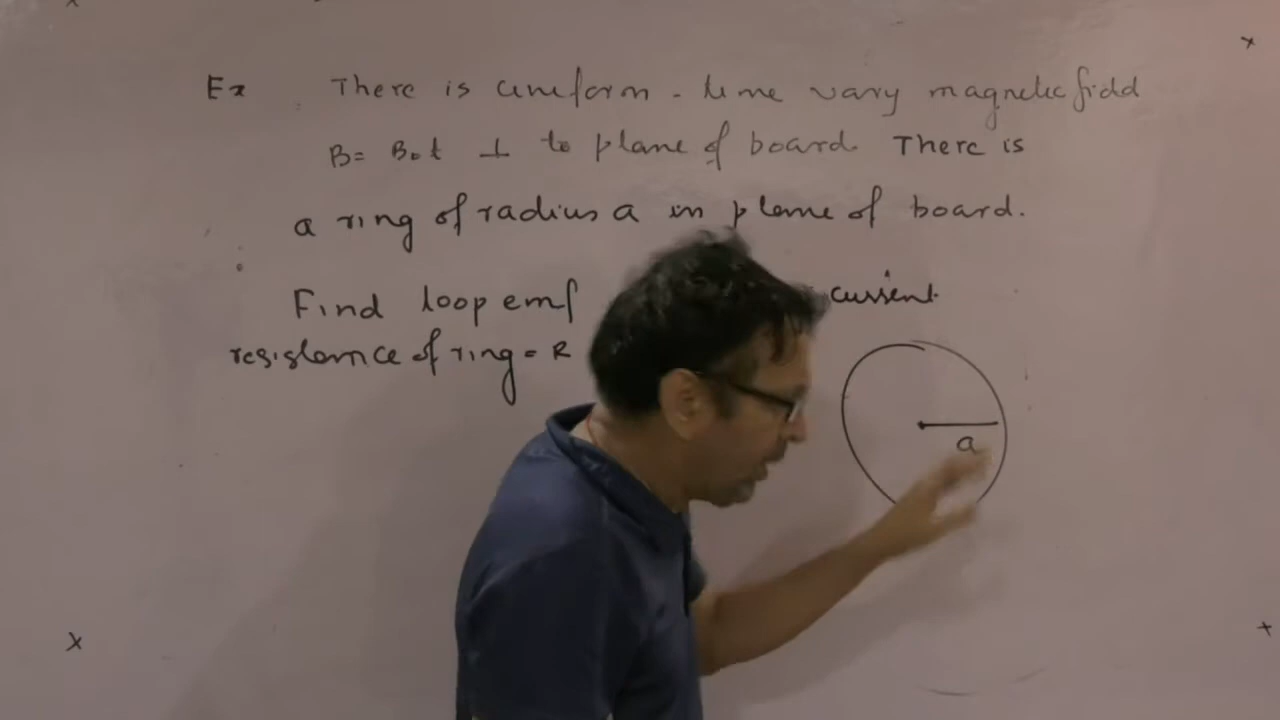 Ex There is uniform - time vary magnetic field
B = B₀t ⊥ to plane of board. There is
a ring of radius a in plane of board.
Find loop emf current
resistance of ring = R
a